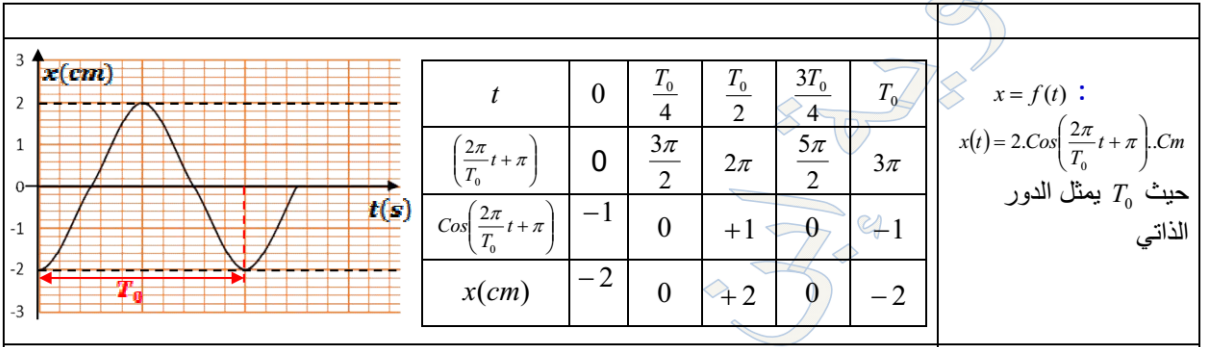 3
2
1
0
-1
-2
-3
x(cm)
t(s)
T₀
t 0 T₀/4 T₀/2 3T₀/4 T₀
(2π/T₀ t + π) 0 3π/2 2π 5π/2 3π
Cos(2π/T₀ t + π) −1 0 +1 0 −1
x(cm) −2 0 +2 0 −2
x = f(t) :
x(t) = 2.Cos(2π/T₀ t + π)..Cm
حيث T₀ يمثل الدور
الذاتي